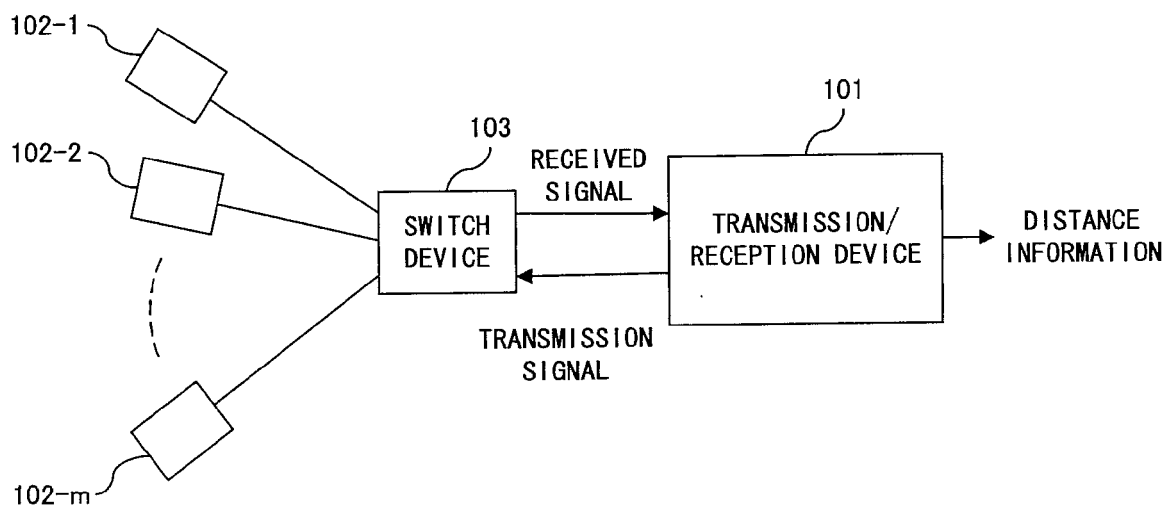 102-1
102-2
102-m
103
SWITCH
DEVICE
RECEIVED
SIGNAL
TRANSMISSION
SIGNAL
101
TRANSMISSION/
RECEPTION DEVICE
DISTANCE
INFORMATION